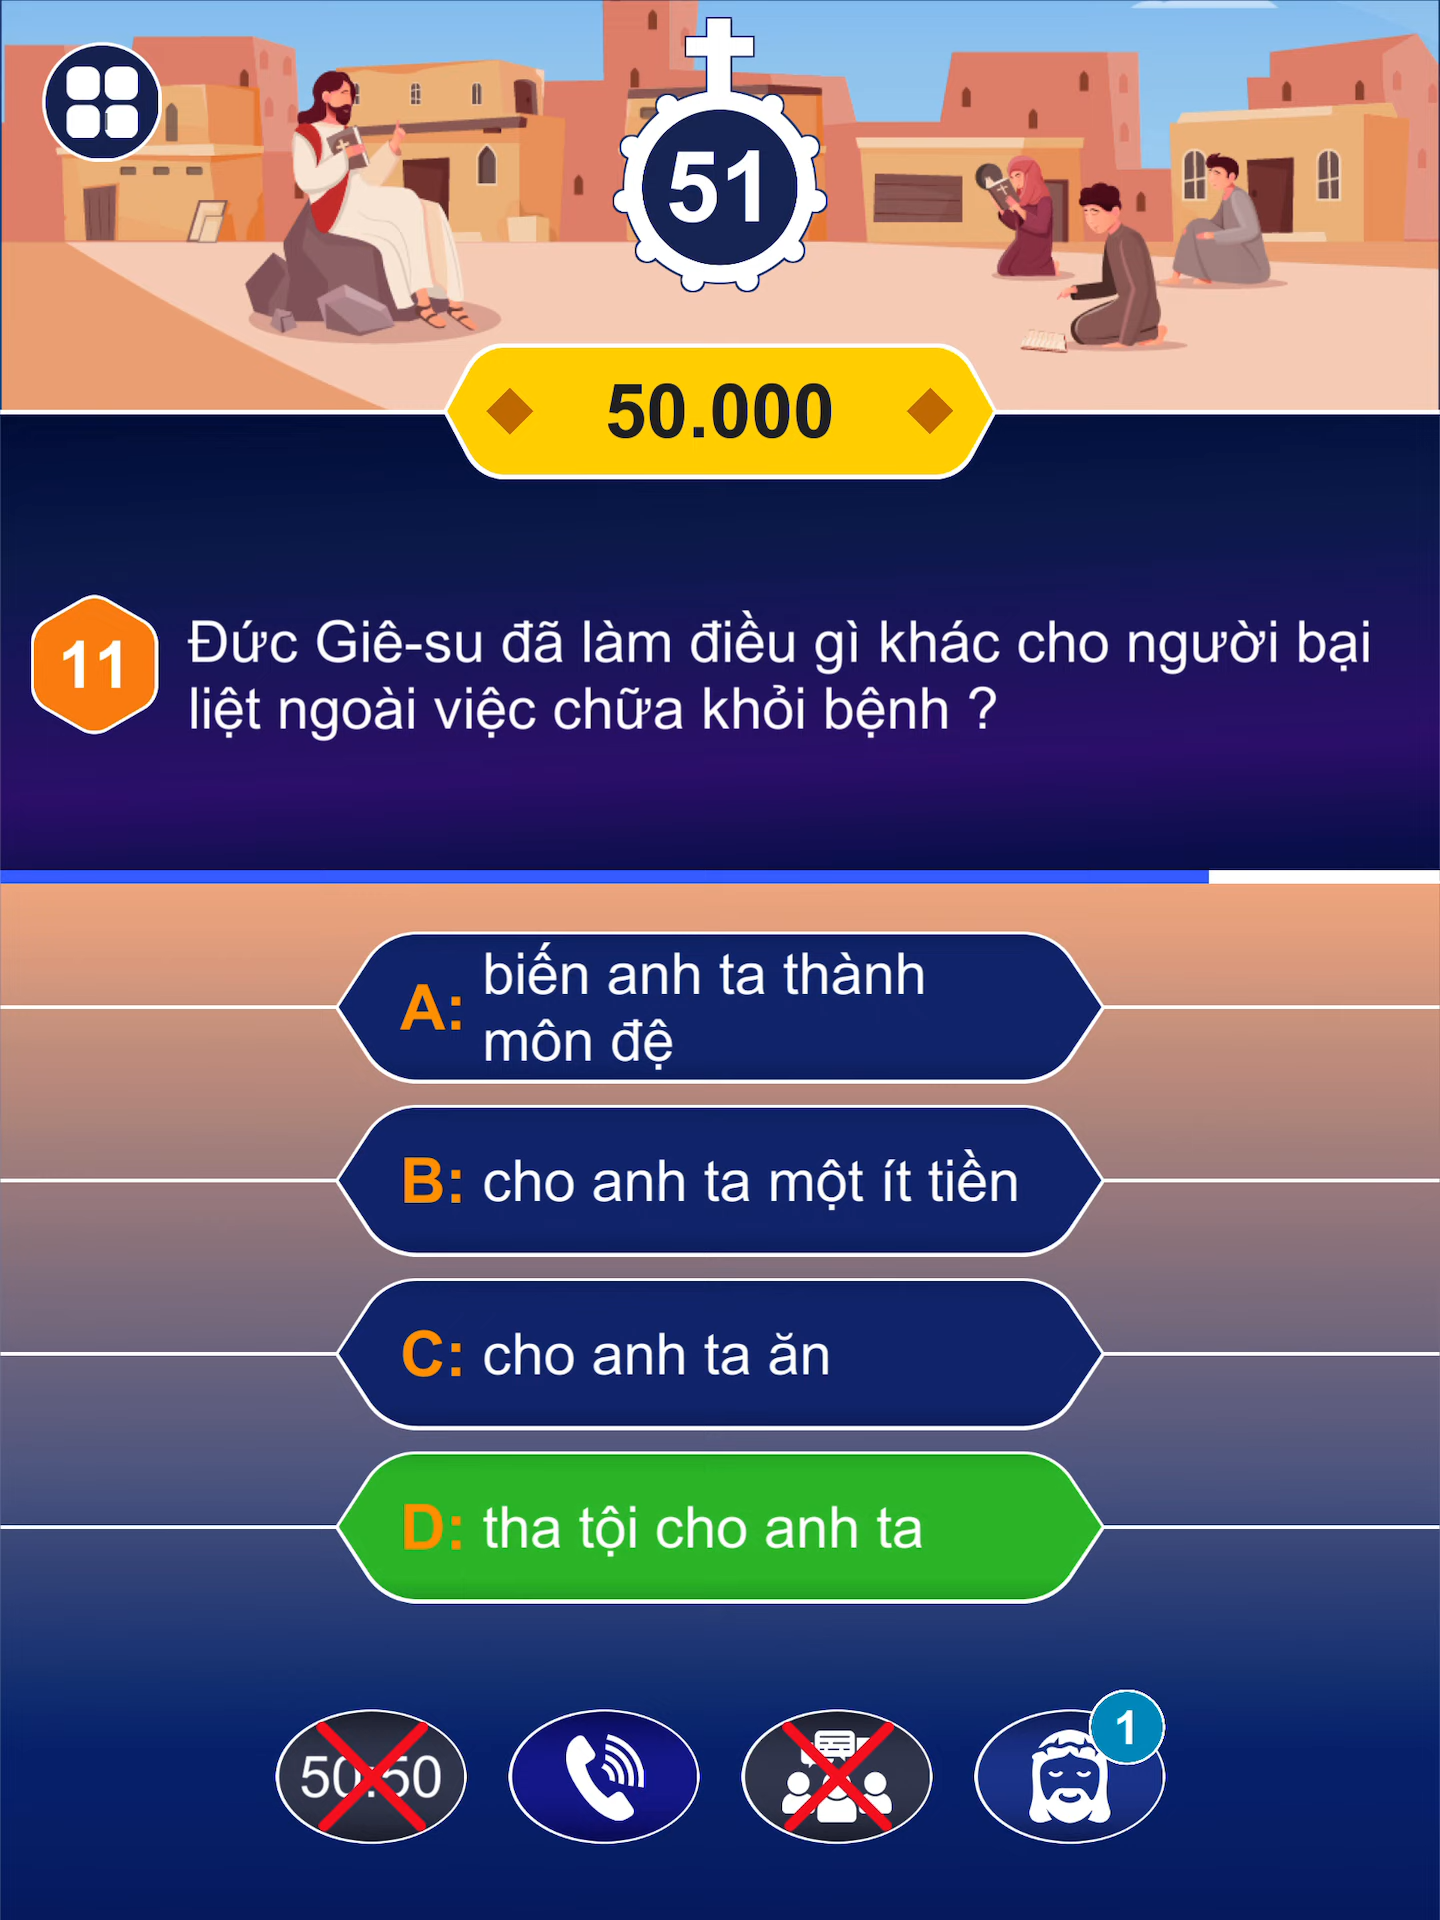 51
50.000
11
Đức Giê-su đã làm điều gì khác cho người bại
liệt ngoài việc chữa khỏi bệnh ?
A: biến anh ta thành
môn đệ
B: cho anh ta một ít tiền
C: cho anh ta ăn
D: tha tội cho anh ta
50:50
1